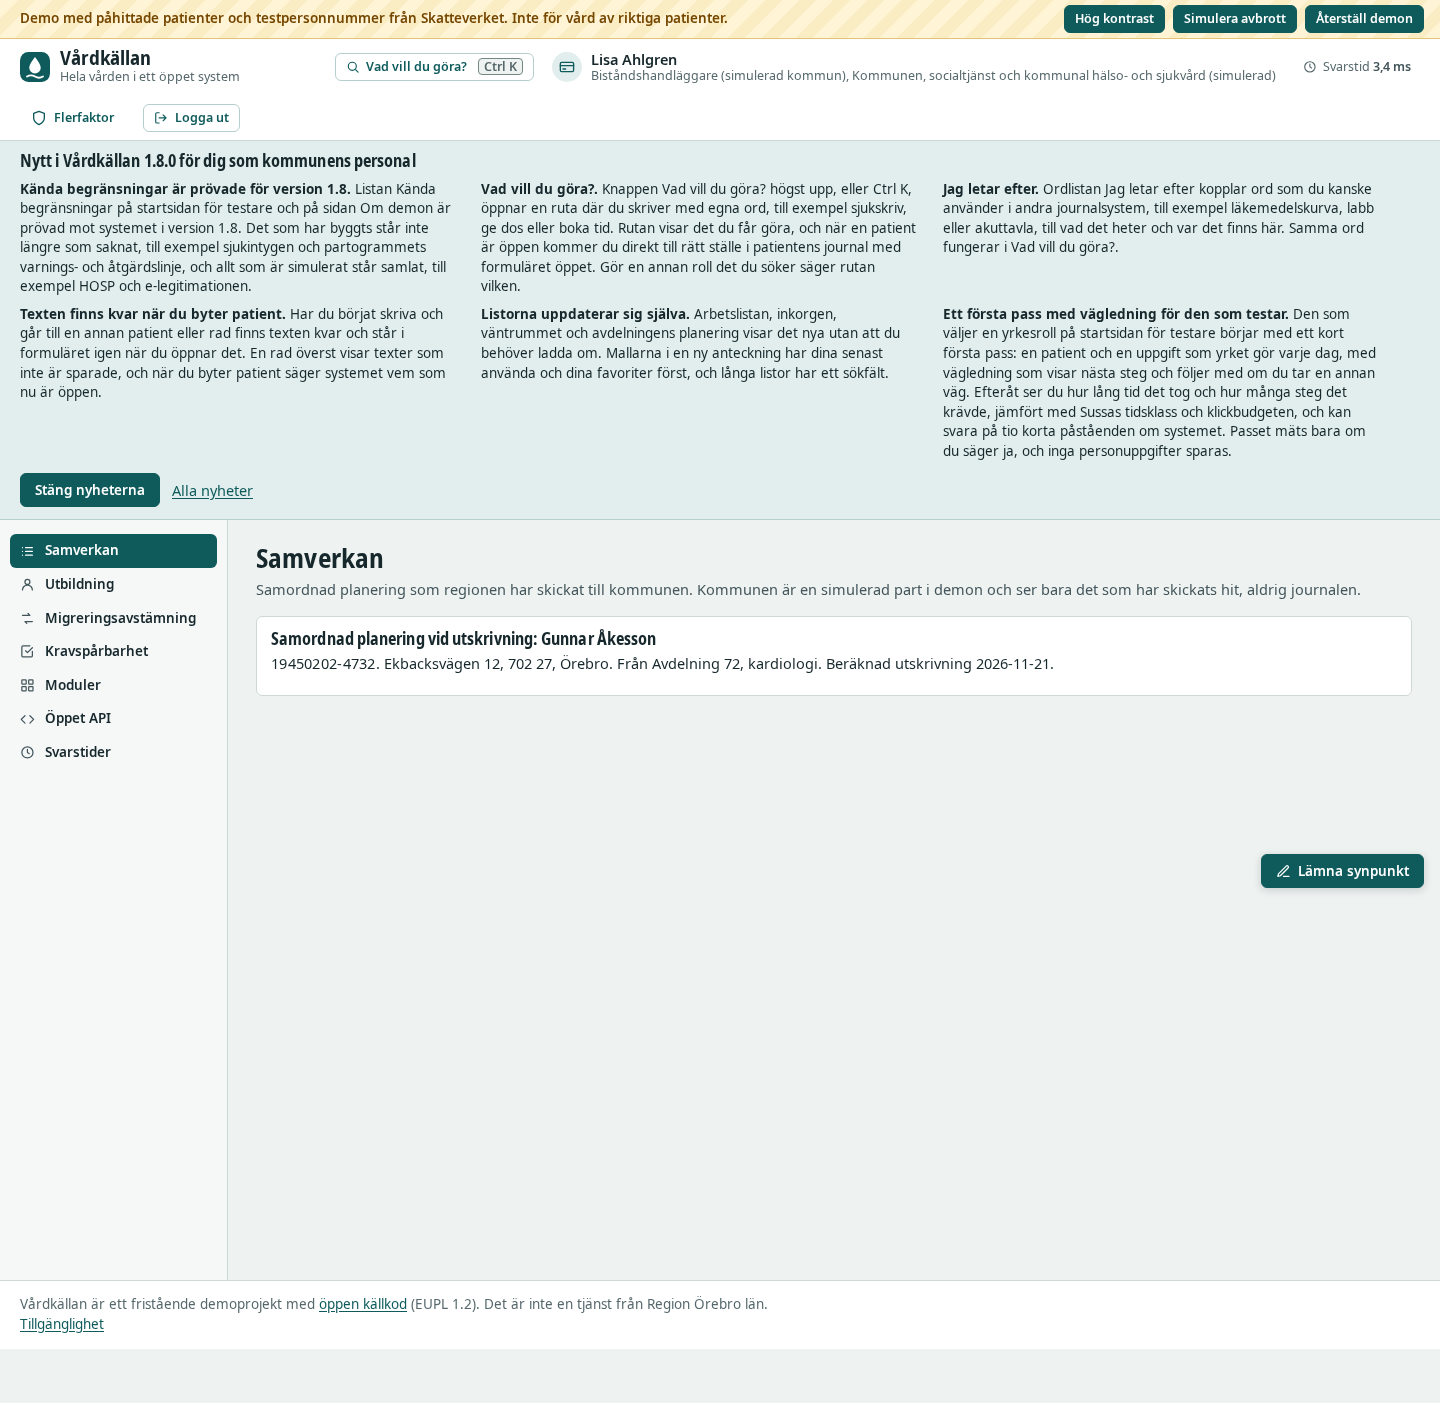 Demo med påhittade patienter och testpersonnummer från Skatteverket. Inte för vård av riktiga patienter.
Hög kontrast
Simulera avbrott
Återställ demon
Vårdkällan
Hela vården i ett öppet system
Vad vill du göra? Ctrl K
Lisa Ahlgren
Biståndshandläggare (simulerad kommun), Kommunen, socialtjänst och kommunal hälso- och sjukvård (simulerad)
Svarstid 3,4 ms
Flerfaktor
Logga ut
Nytt i Vårdkällan 1.8.0 för dig som kommunens personal
Kända begränsningar är prövade för version 1.8. Listan Kända
begränsningar på startsidan för testare och på sidan Om demon är
prövad mot systemet i version 1.8. Det som har byggts står inte
längre som saknat, till exempel sjukintygen och partogrammets
varnings- och åtgärdslinje, och allt som är simulerat står samlat, till
exempel HOSP och e-legitimationen.
Vad vill du göra?. Knappen Vad vill du göra? högst upp, eller Ctrl K,
öppnar en ruta där du skriver med egna ord, till exempel sjukskriv,
ge dos eller boka tid. Rutan visar det du får göra, och när en patient
är öppen kommer du direkt till rätt ställe i patientens journal med
formuläret öppet. Gör en annan roll det du söker säger rutan
vilken.
Jag letar efter. Ordlistan Jag letar efter kopplar ord som du kanske
använder i andra journalsystem, till exempel läkemedelskurva, labb
eller akuttavla, till vad det heter och var det finns här. Samma ord
fungerar i Vad vill du göra?.
Texten finns kvar när du byter patient. Har du börjat skriva och
går till en annan patient eller rad finns texten kvar och står i
formuläret igen när du öppnar det. En rad överst visar texter som
inte är sparade, och när du byter patient säger systemet vem som
nu är öppen.
Listorna uppdaterar sig själva. Arbetslistan, inkorgen,
väntrummet och avdelningens planering visar det nya utan att du
behöver ladda om. Mallarna i en ny anteckning har dina senast
använda och dina favoriter först, och långa listor har ett sökfält.
Ett första pass med vägledning för den som testar. Den som
väljer en yrkesroll på startsidan för testare börjar med ett kort
första pass: en patient och en uppgift som yrket gör varje dag, med
vägledning som visar nästa steg och följer med om du tar en annan
väg. Efteråt ser du hur lång tid det tog och hur många steg det
krävde, jämfört med Sussas tidsklass och klickbudgeten, och kan
svara på tio korta påståenden om systemet. Passet mäts bara om
du säger ja, och inga personuppgifter sparas.
Stäng nyheterna
Alla nyheter
Samverkan
Utbildning
Migreringsavstämning
Kravspårbarhet
Moduler
Öppet API
Svarstider
Samverkan
Samordnad planering som regionen har skickat till kommunen. Kommunen är en simulerad part i demon och ser bara det som har skickats hit, aldrig journalen.
Samordnad planering vid utskrivning: Gunnar Åkesson
19450202-4732. Ekbacksvägen 12, 702 27, Örebro. Från Avdelning 72, kardiologi. Beräknad utskrivning 2026-11-21.
Lämna synpunkt
Vårdkällan är ett fristående demoprojekt med öppen källkod (EUPL 1.2). Det är inte en tjänst från Region Örebro län.
Tillgänglighet